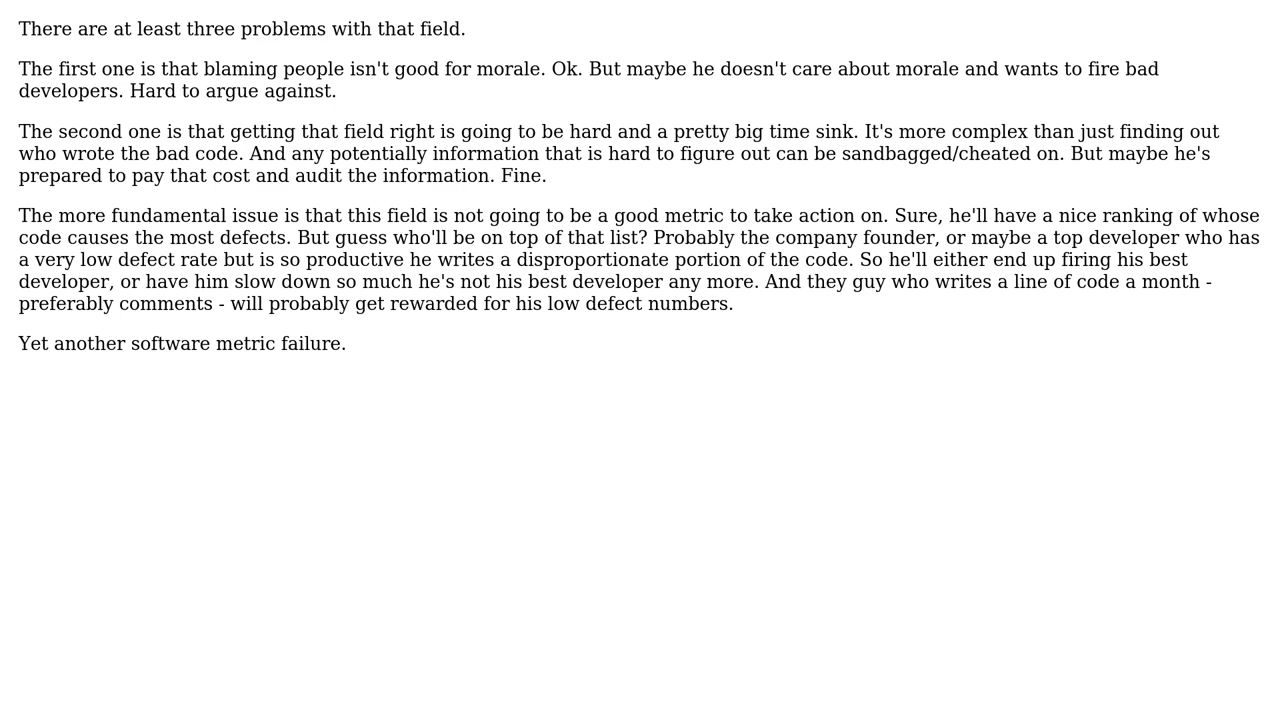 There are at least three problems with that field.
The first one is that blaming people isn't good for morale. Ok. But maybe he doesn't care about morale and wants to fire bad
developers. Hard to argue against.
The second one is that getting that field right is going to be hard and a pretty big time sink. It's more complex than just finding out
who wrote the bad code. And any potentially information that is hard to figure out can be sandbagged/cheated on. But maybe he's
prepared to pay that cost and audit the information. Fine.
The more fundamental issue is that this field is not going to be a good metric to take action on. Sure, he'll have a nice ranking of whose
code causes the most defects. But guess who'll be on top of that list? Probably the company founder, or maybe a top developer who has
a very low defect rate but is so productive he writes a disproportionate portion of the code. So he'll either end up firing his best
developer, or have him slow down so much he's not his best developer any more. And they guy who writes a line of code a month -
preferably comments - will probably get rewarded for his low defect numbers.
Yet another software metric failure.